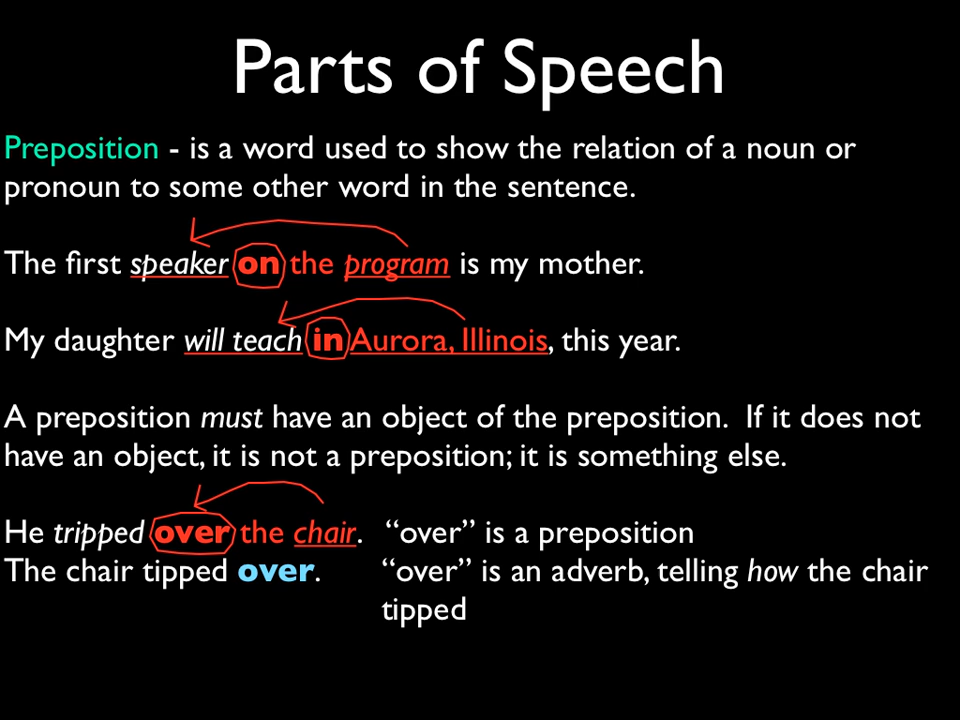 Parts of Speech
Preposition - is a word used to show the relation of a noun or
pronoun to some other word in the sentence.
The first speaker on the program is my mother.
My daughter will teach in Aurora, Illinois, this year.
A preposition must have an object of the preposition.  If it does not
have an object, it is not a preposition; it is something else.
He tripped over the chair.  “over” is a preposition
The chair tipped over.  “over” is an adverb, telling how the chair
tipped